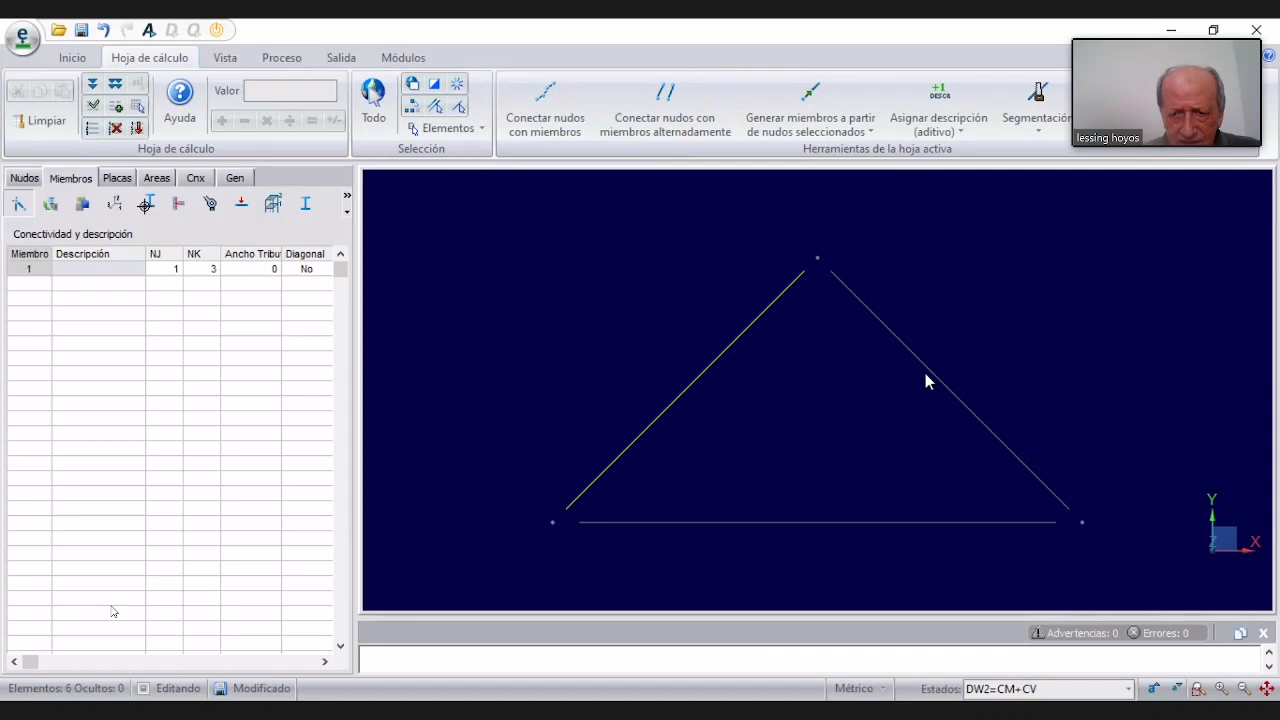 Inicio Hoja de cálculo Vista Proceso Salida Módulos
Limpiar
Ayuda
Valor
Hoja de cálculo
Todo
Elementos
Selección
Conectar nudos
con miembros
Conectar nudos con
miembros alternadamente
Generar miembros a partir
de nudos seleccionados
+1
DESCR
Asignar descripción
(aditivo)
Segmentación
Herramientas de la hoja activa
lessing hoyos
Nudos Miembros Placas Areas Cnx Gen
Conectividad y descripción
Miembro Descripción NJ NK Ancho Tribu Diagonal
1 1 3 0 No
Y
Z
X
Advertencias: 0 Errores: 0
Elementos: 6 Ocultos: 0 Editando Modificado Métrico Estados: DW2=CM+CV